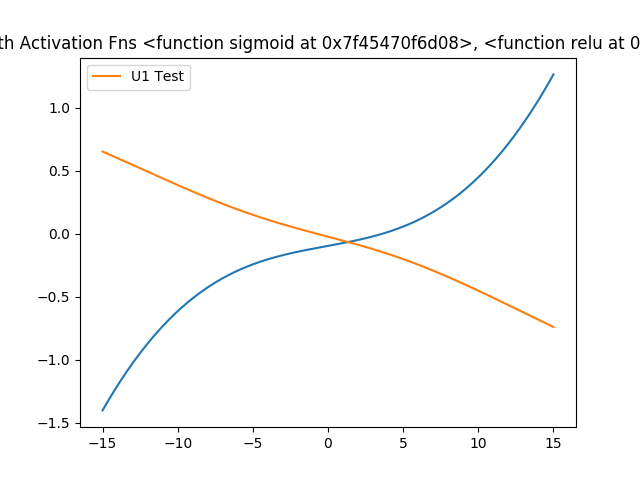 th Activation Fns <function sigmoid at 0x7f45470f6d08>, <function relu at 0
U1 Test
1.0
0.5
0.0
−0.5
−1.0
−1.5
−15 −10 −5 0 5 10 15